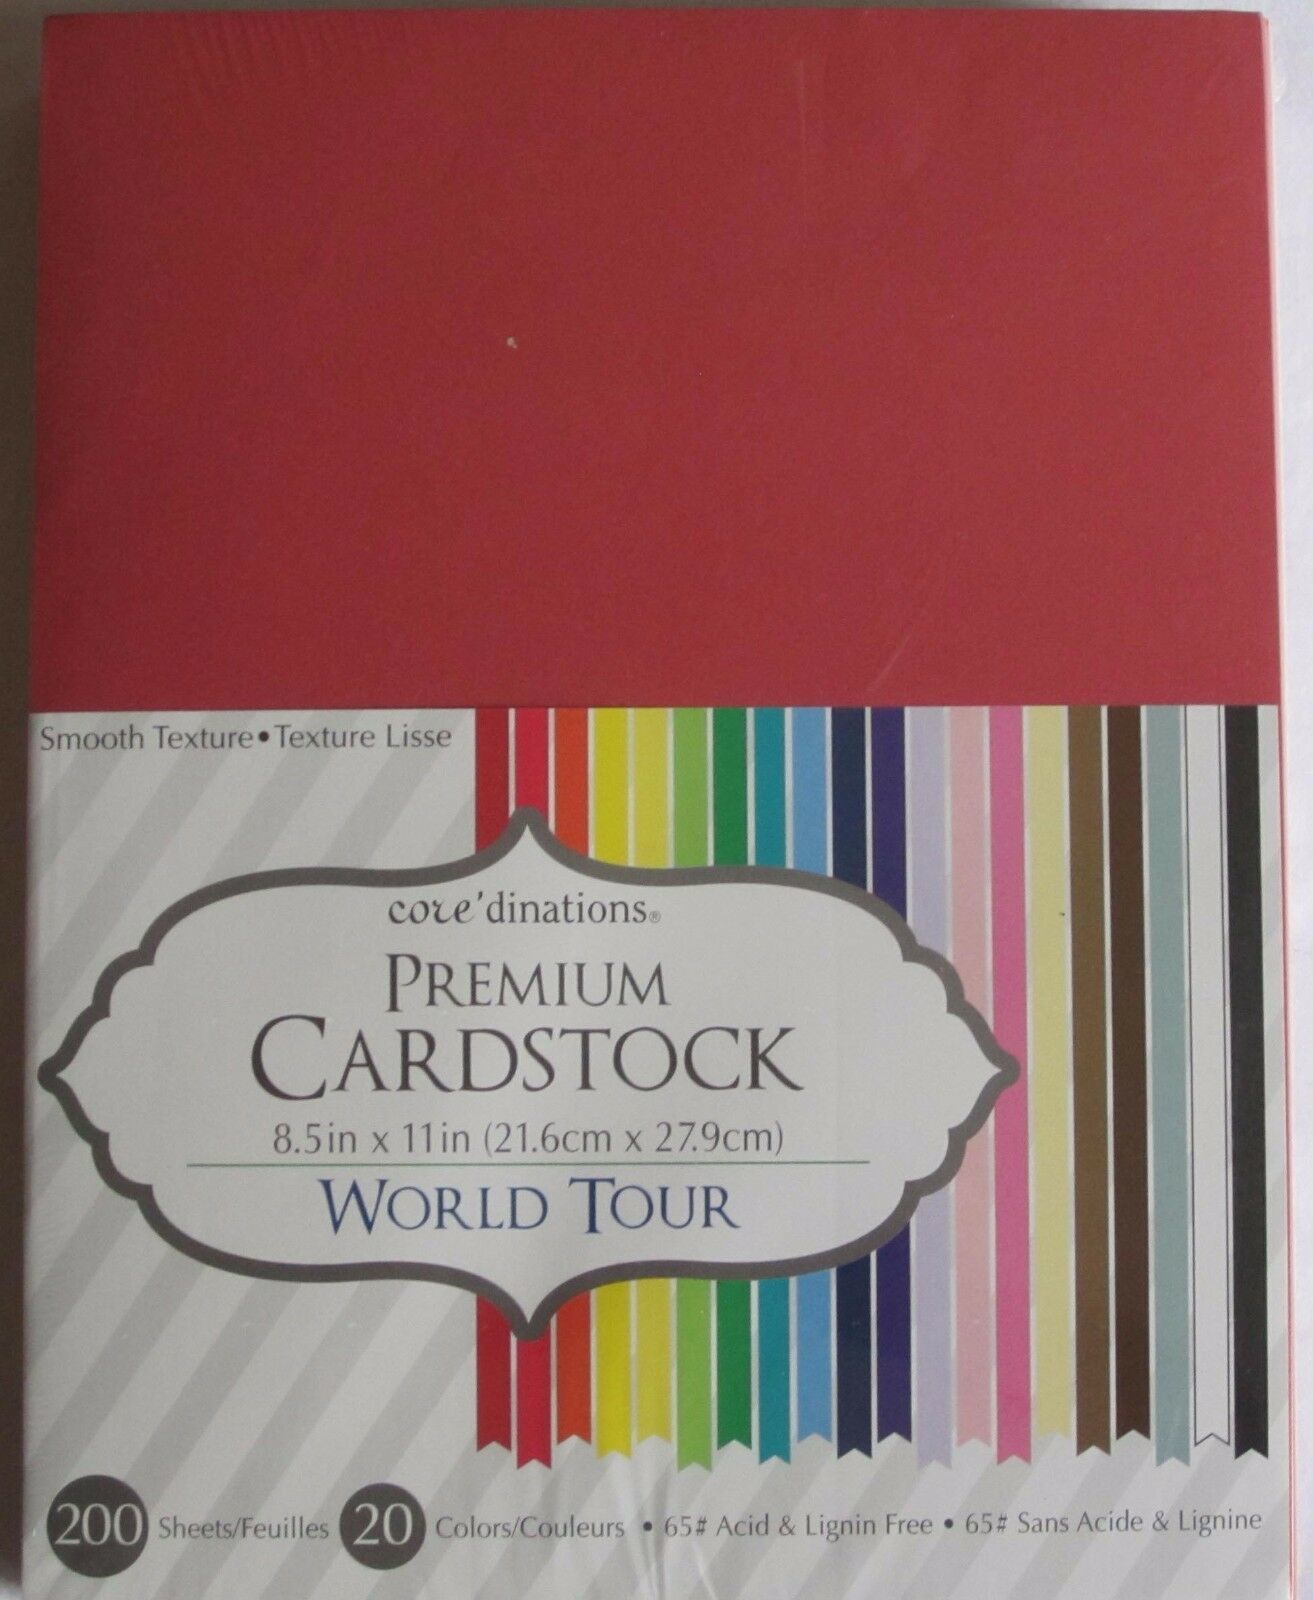 Smooth Texture•Texture Lisse
core'dinations®
PREMIUM
CARDSTOCK
8.5in x 11in (21.6cm x 27.9cm)
WORLD TOUR
200 Sheets/Feuilles 20 Colors/Couleurs • 65# Acid & Lignin Free • 65# Sans Acide & Lignine